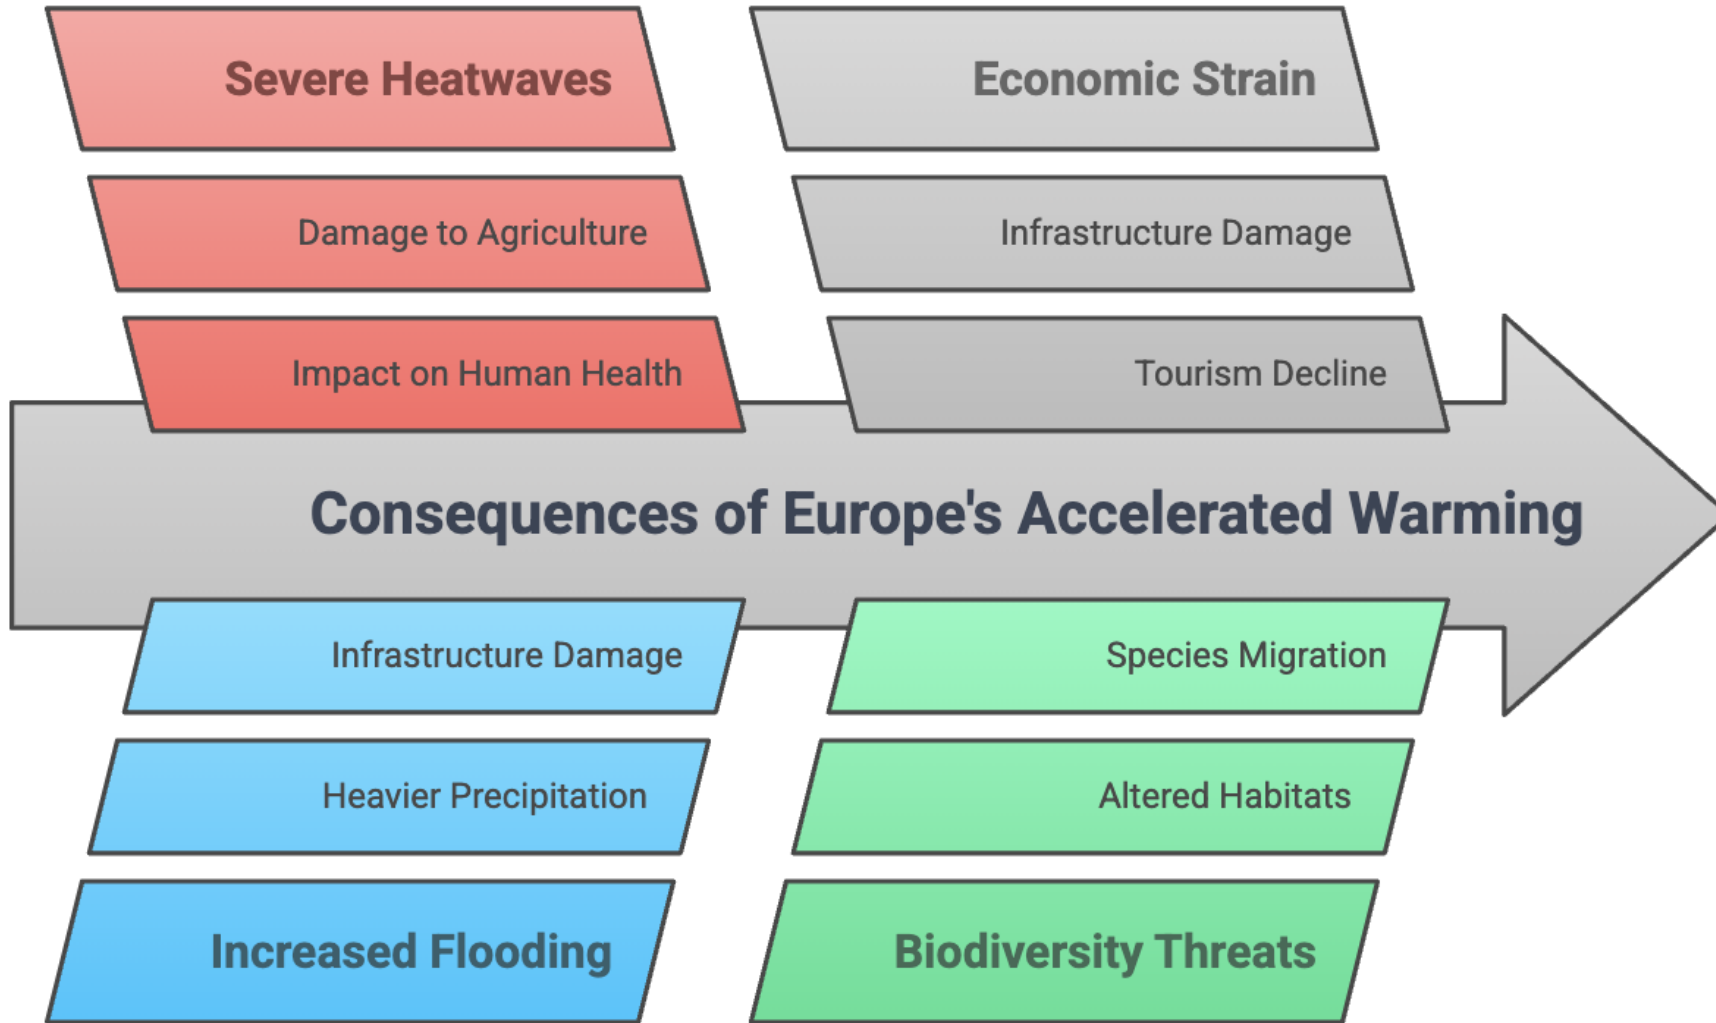 Severe Heatwaves
Damage to Agriculture
Impact on Human Health
Economic Strain
Infrastructure Damage
Tourism Decline
Consequences of Europe's Accelerated Warming
Infrastructure Damage
Heavier Precipitation
Increased Flooding
Species Migration
Altered Habitats
Biodiversity Threats